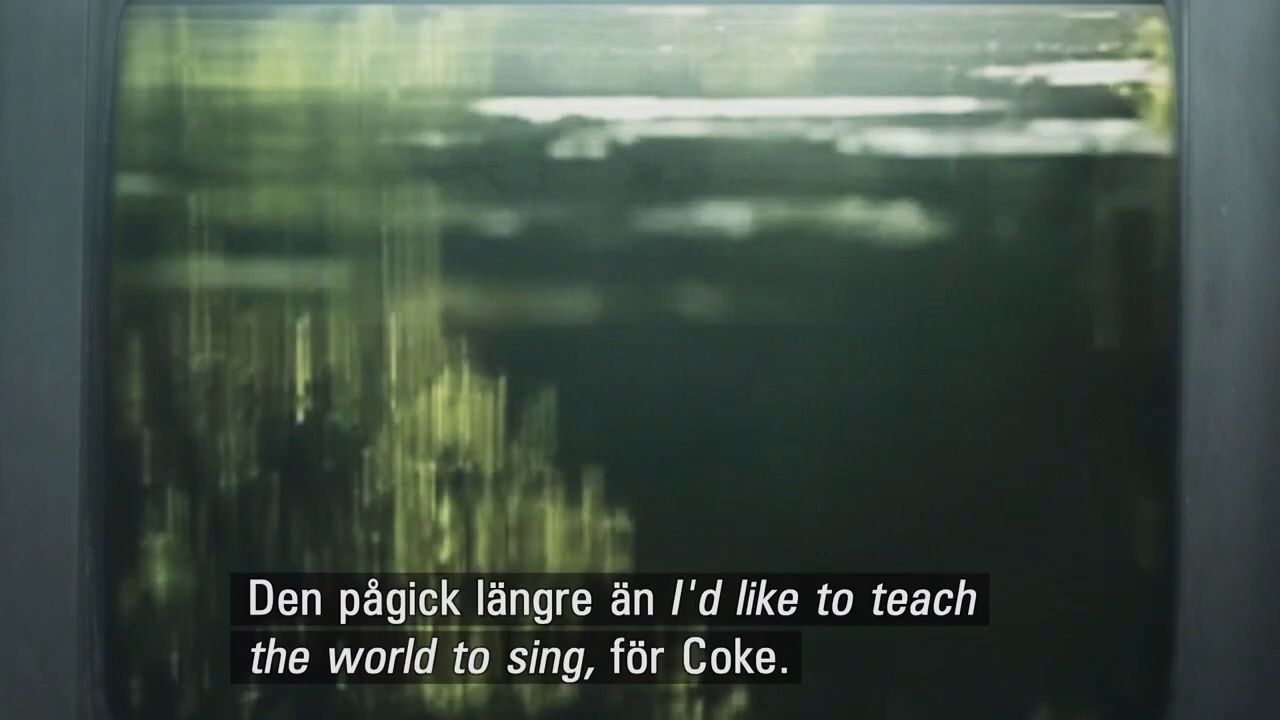 Den pågick längre än I'd like to teach
the world to sing, för Coke.